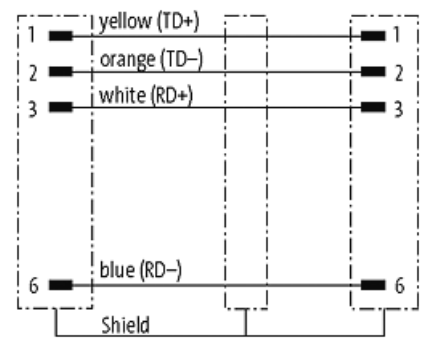 1 yellow (TD+) 1
2 orange (TD–) 2
3 white (RD+) 3
6 blue (RD–) 6
Shield